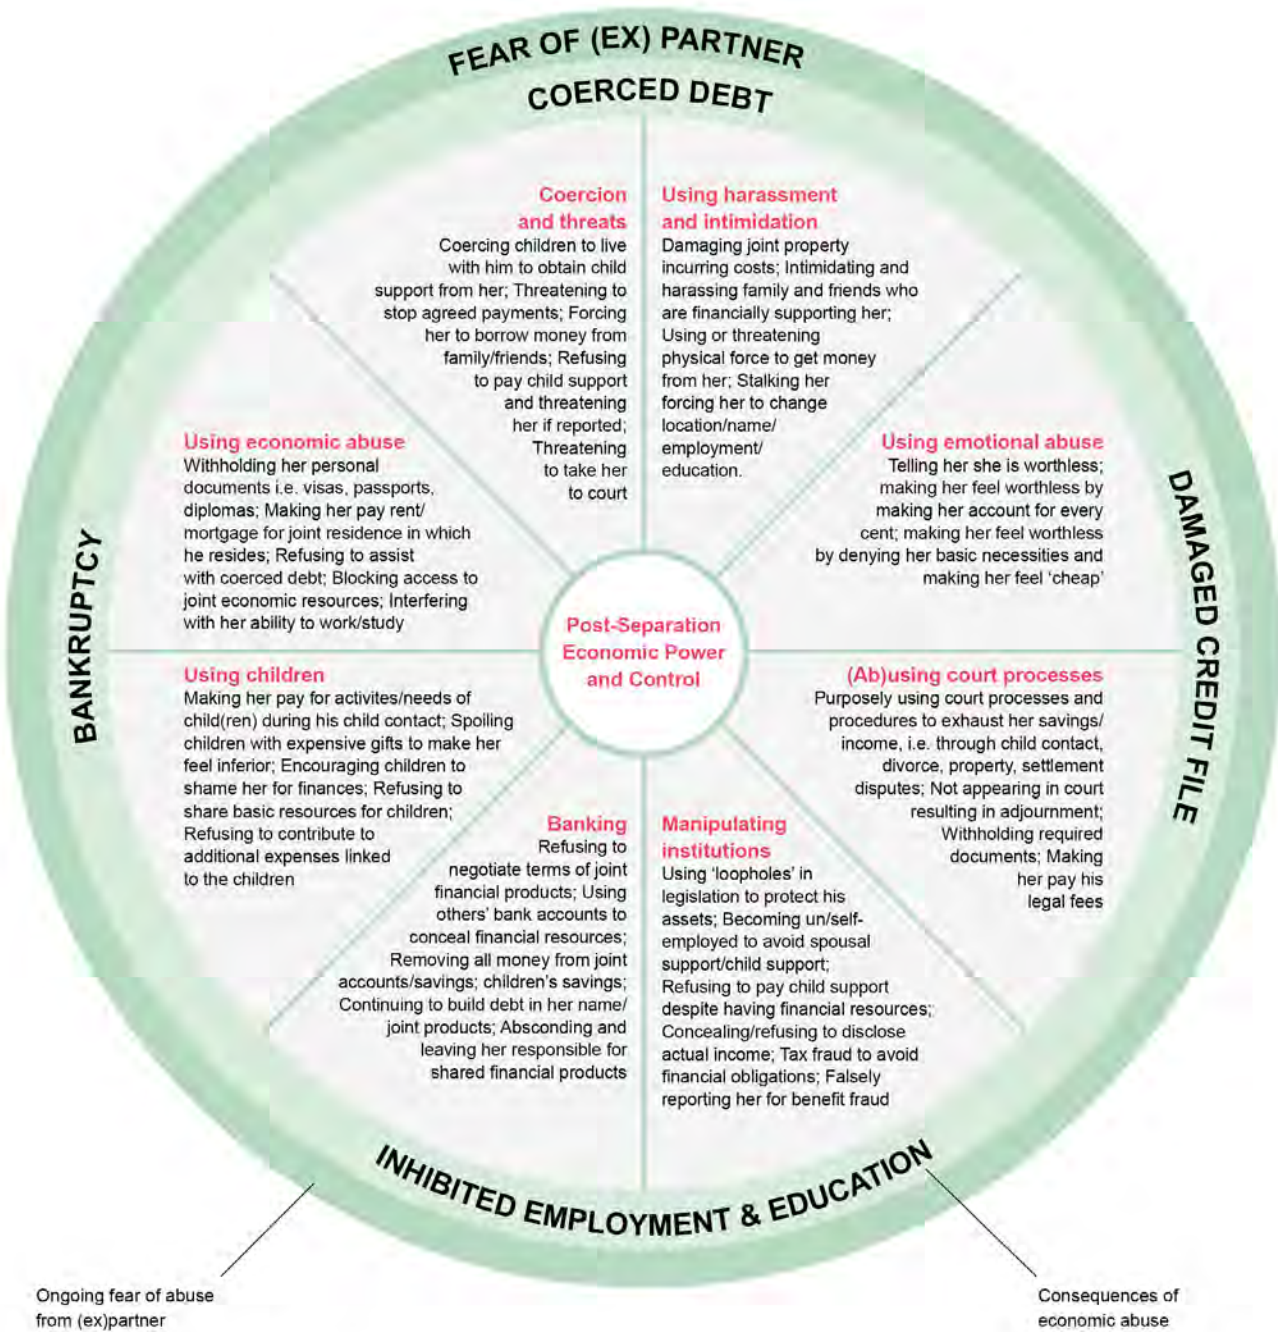 FEAR OF (EX) PARTNER
COERCED DEBT
Coercion
and threats
Coercing children to live
with him to obtain child
support from her; Threatening to
stop agreed payments; Forcing
her to borrow money from
family/friends; Refusing
to pay child support
and threatening
her if reported;
Threatening
to take her
to court
Using harassment
and intimidation
Damaging joint property
incurring costs; Intimidating and
harassing family and friends who
are financially supporting her;
Using or threatening
physical force to get money
from her; Stalking her
forcing her to change
location/name/
employment/
education.
Using economic abuse
Withholding her personal
documents i.e. visas, passports,
diplomas; Making her pay rent/
mortgage for joint residence in which
he resides; Refusing to assist
with coerced debt; Blocking access to
joint economic resources; Interfering
with her ability to work/study
Using emotional abuse
Telling her she is worthless;
making her feel worthless by
making her account for every
cent; making her feel worthless
by denying her basic necessities and
making her feel ‘cheap’
BANKRUPTCY
DAMAGED CREDIT FILE
Post-Separation
Economic Power
and Control
Using children
Making her pay for activites/needs of
child(ren) during his child contact; Spoiling
children with expensive gifts to make her
feel inferior; Encouraging children to
shame her for finances; Refusing to
share basic resources for children;
Refusing to contribute to
additional expenses linked
to the children
(Ab)using court processes
Purposely using court processes and
procedures to exhaust her savings/
income, i.e. through child contact,
divorce, property, settlement
disputes; Not appearing in court
resulting in adjournment;
Withholding required
documents; Making
her pay his
legal fees
Banking
Refusing to
negotiate terms of joint
financial products; Using
others’ bank accounts to
conceal financial resources;
Removing all money from joint
accounts/savings; children’s savings;
Continuing to build debt in her name/
joint products; Absconding and
leaving her responsible for
shared financial products
Manipulating
institutions
Using ‘loopholes’ in
legislation to protect his
assets; Becoming un/self-
employed to avoid spousal
support/child support;
Refusing to pay child support
despite having financial resources;
Concealing/refusing to disclose
actual income; Tax fraud to avoid
financial obligations; Falsely
reporting her for benefit fraud
INHIBITED EMPLOYMENT & EDUCATION
Ongoing fear of abuse
from (ex)partner
Consequences of
economic abuse